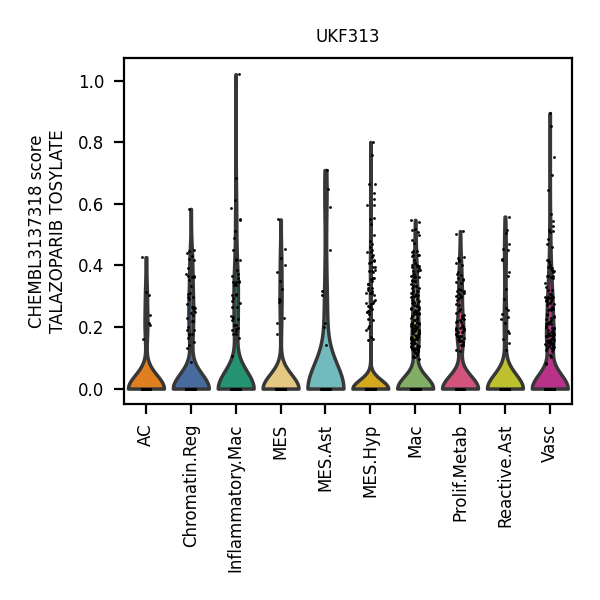 UKF313
CHEMBL3137318 score
TALAZOPARIB TOSYLATE
1.0
0.8
0.6
0.4
0.2
0.0
AC
Chromatin.Reg
Inflammatory.Mac
MES
MES.Ast
MES.Hyp
Mac
Prolif.Metab
Reactive.Ast
Vasc